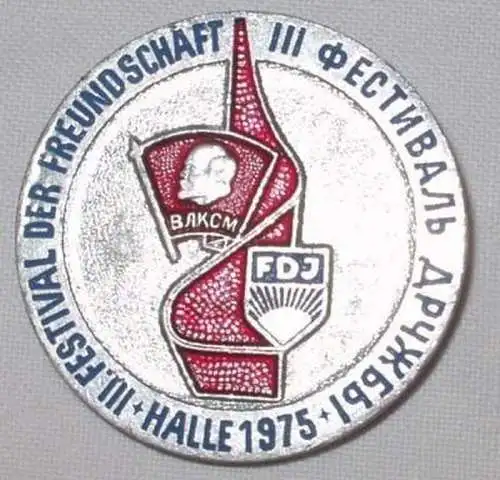 III. FESTIVAL DER FREUNDSCHAFT
III ФЕСТИВАЛЬ ДРУЖБЫ
• HALLE 1975 •
ВЛКСМ
FDJ